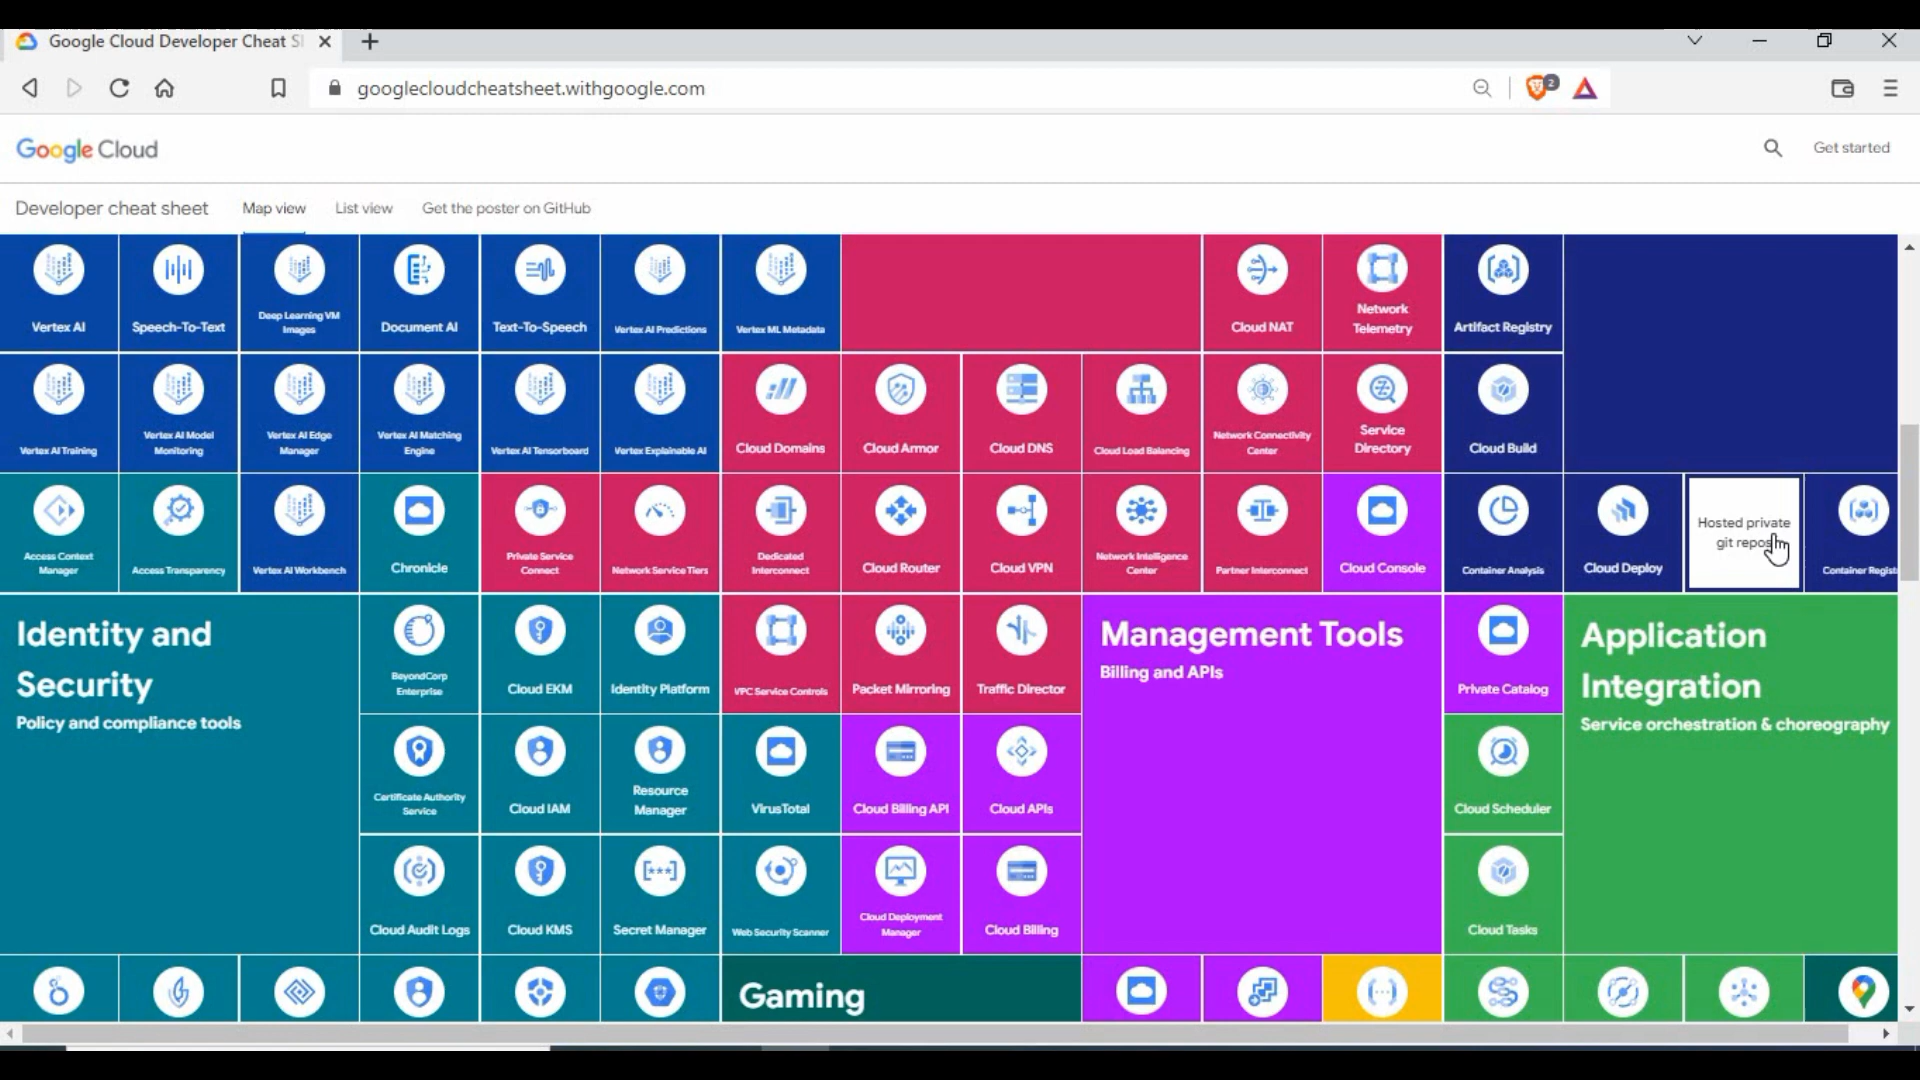 Google Cloud Developer Cheat S
googlecloudcheatsheet.withgoogle.com
2
Google Cloud
Get started
Developer cheat sheet
Map view
List view
Get the poster on GitHub
Vertex AI
Speech-To-Text
Deep Learning VM
Images
Document AI
Text-To-Speech
Vertex AI Predictions
Vertex ML Metadata
Cloud NAT
Network
Telemetry
Artifact Registry
Vertex AI Training
Vertex AI Model
Monitoring
Vertex AI Edge
Manager
Vertex AI Matching
Engine
Vertex AI Tensorboard
Vertex Explainable AI
Cloud Domains
Cloud Armor
Cloud DNS
Cloud Load Balancing
Network Connectivity
Center
Service
Directory
Cloud Build
Access Context
Manager
Access Transparency
Vertex AI Workbench
Chronicle
Private Service
Connect
Network Service Tiers
Dedicated
Interconnect
Cloud Router
Cloud VPN
Network Intelligence
Center
Partner Interconnect
Cloud Console
Container Analysis
Cloud Deploy
Hosted private
git repos
Container Regist
Identity and
Security
Policy and compliance tools
BeyondCorp
Enterprise
Cloud EKM
Identity Platform
VPC Service Controls
Packet Mirroring
Traffic Director
Management Tools
Billing and APIs
Private Catalog
Application
Integration
Service orchestration & choreography
Certificate Authority
Service
Cloud IAM
Resource
Manager
VirusTotal
Cloud Billing API
Cloud APIs
Cloud Scheduler
Cloud Audit Logs
Cloud KMS
Secret Manager
Web Security Scanner
Cloud Deployment
Manager
Cloud Billing
Cloud Tasks
Gaming